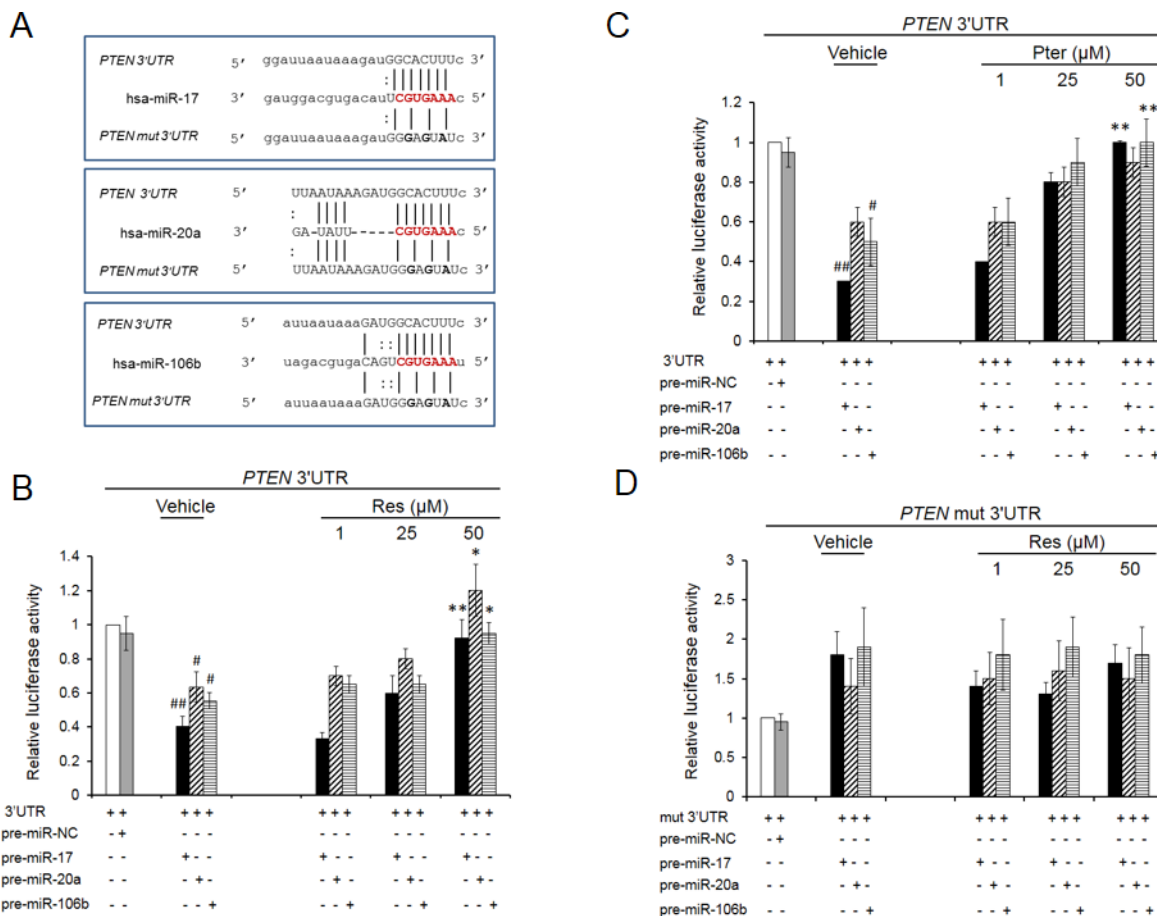 A
PTEN 3'UTR 5' ggauuaauaaagauGGCACUUUc 3'
hsa-miR-17 3' gauggacgugacauUCGUGAAAc 5'
PTEN mut 3'UTR 5' ggauuaauaaagauGGGAGUAUc 3'
PTEN 3'UTR 5' UUAAUAAAGAUGGCACUUUc 3'
hsa-miR-20a 3' GA-UAUU-----CGUGAAAc 5'
PTEN mut 3'UTR 5' UUAAUAAAGAUGGGAGUAUc 3'
PTEN 3'UTR 5' auuaauaaaGAUGGCACUUUc 3'
hsa-miR-106b 3' uagacgugaCAGUCGUGAAAu 5'
PTEN mut 3'UTR 5' auuaauaaaGAUGGGAGUAUc 3'
B
PTEN 3'UTR
Vehicle Res (µM)
1 25 50
Relative luciferase activity
1.4
1.2
1
0.8
0.6
0.4
0.2
0
## # # ** * *
3'UTR ++ +++ +++ +++ +++
pre-miR-NC -+ --- --- --- ---
pre-miR-17 -- +-- +-- +-- +--
pre-miR-20a -- -+- -+- -+- -+-
pre-miR-106b -- --+ --+ --+ --+
C
PTEN 3'UTR
Vehicle Pter (µM)
1 25 50
Relative luciferase activity
1.2
1
0.8
0.6
0.4
0.2
0
## # ** **
3'UTR ++ +++ +++ +++ +++
pre-miR-NC -+ --- --- --- ---
pre-miR-17 -- +-- +-- +-- +--
pre-miR-20a -- -+- -+- -+- -+-
pre-miR-106b -- --+ --+ --+ --+
D
PTEN mut 3'UTR
Vehicle Res (µM)
1 25 50
Relative luciferase activity
3
2.5
2
1.5
1
0.5
0
mut 3'UTR ++ +++ +++ +++ +++
pre-miR-NC -+ --- --- --- ---
pre-miR-17 -- +-- +-- +-- +--
pre-miR-20a -- -+- -+- -+- -+-
pre-miR-106b -- --+ --+ --+ --+